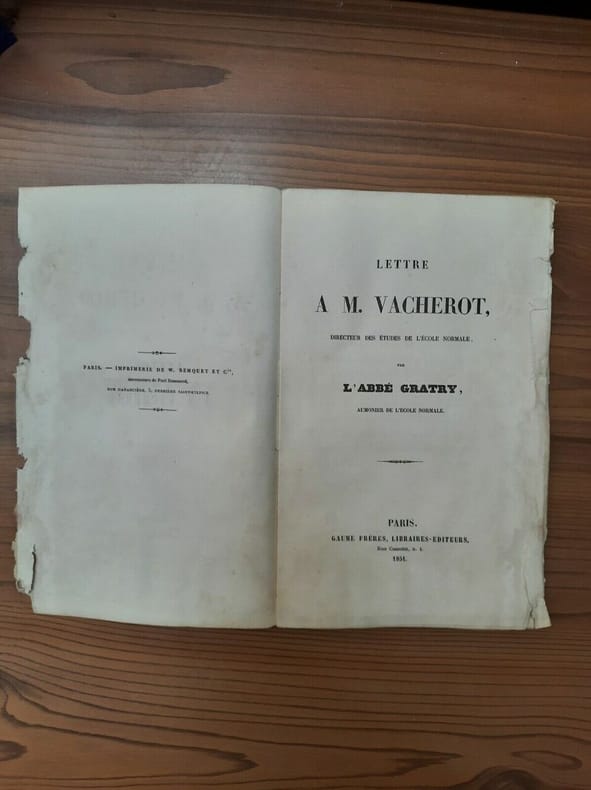 PARIS. — IMPRIMERIE DE W. REMQUET ET Cie,
successeurs de Paul Renouard,
RUE GARANCIÈRE, 5, DERRIÈRE SAINT-SULPICE.
LETTRE
A M. VACHEROT,
DIRECTEUR DES ÉTUDES DE L'ÉCOLE NORMALE,
PAR
L'ABBÉ GRATRY,
AUMONIER DE L'ÉCOLE NORMALE.
PARIS.
GAUME FRÈRES, LIBRAIRES-EDITEURS,
RUE CASSETTE, N. 4.
1851.